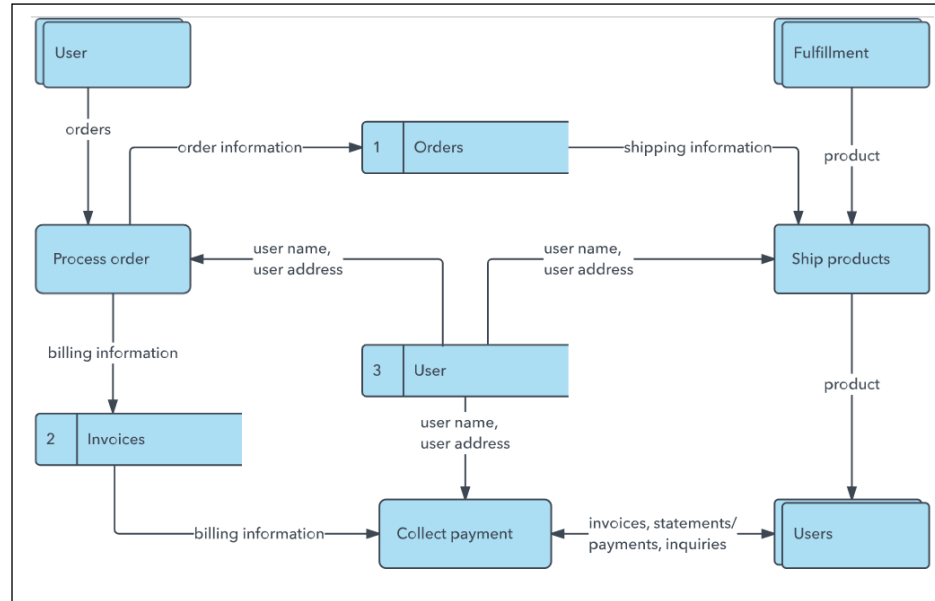 User
Fulfillment
orders
order information
1 Orders
shipping information
product
Process order
user name,
user address
user name,
user address
Ship products
billing information
3 User
product
2 Invoices
user name,
user address
billing information
Collect payment
invoices, statements/
payments, inquiries
Users